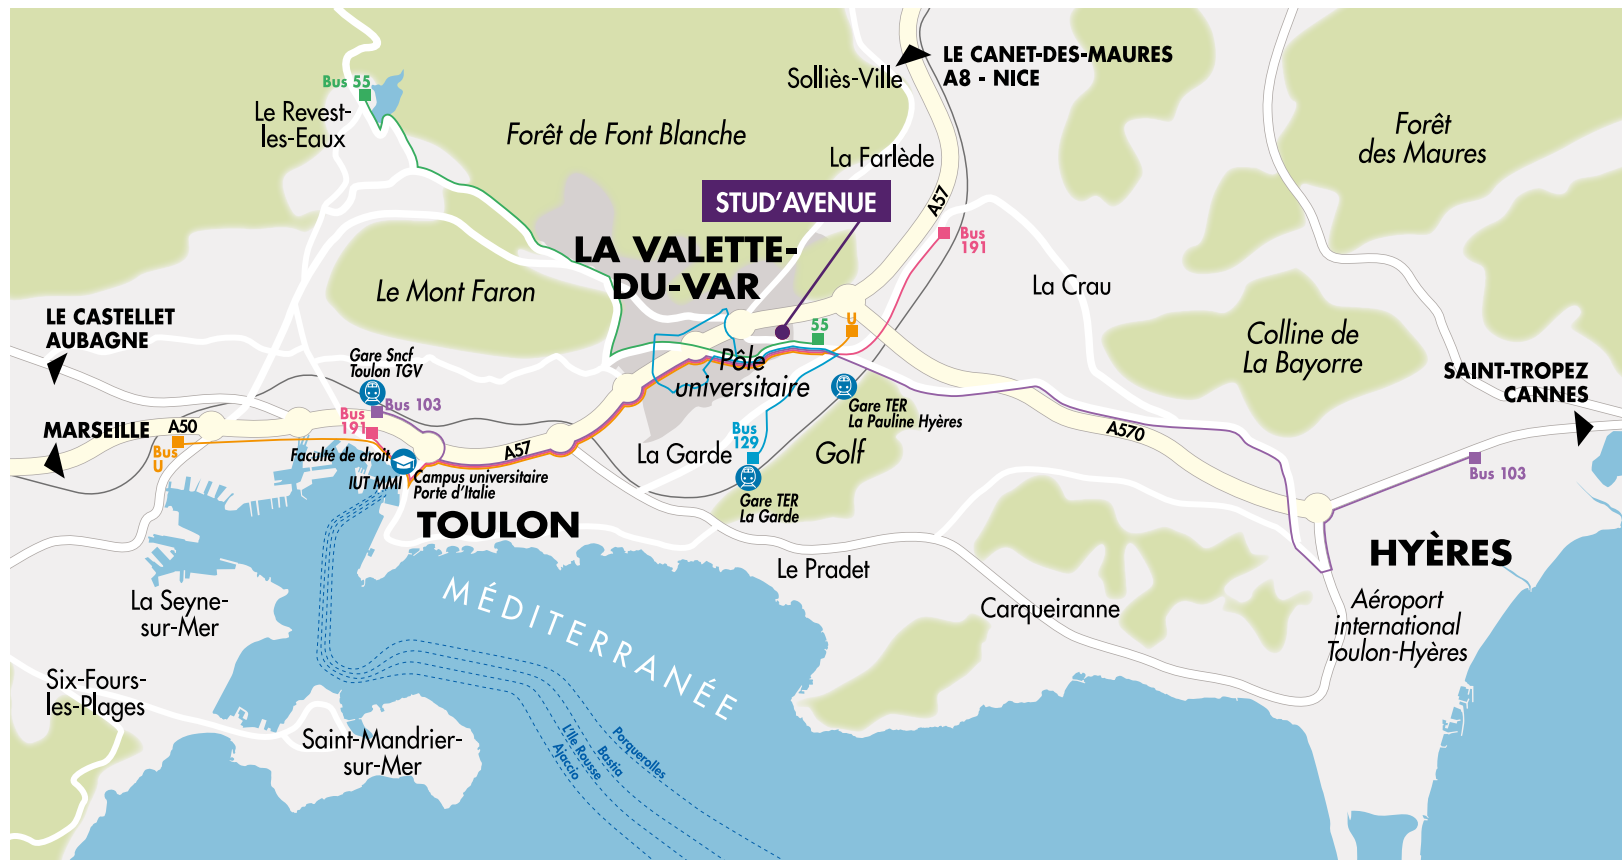 LE CANET-DES-MAURES
A8 - NICE
Solliès-Ville
Bus 55
Le Revest-
les-Eaux
Forêt de Font Blanche
Forêt
des Maures
La Farlède
STUD'AVENUE
A57
Bus
191
LA VALETTE-
DU-VAR
Le Mont Faron
La Crau
LE CASTELLET
AUBAGNE
55
U
Colline de
La Bayorre
Gare Sncf
Toulon TGV
Pôle
universitaire
SAINT-TROPEZ
CANNES
Bus 103
Bus
191
Gare TER
La Pauline Hyères
MARSEILLE
A50
Bus
U
A57
Bus
129
La Garde
Golf
A570
Faculté de droit
IUT MMI
Campus universitaire
Porte d'Italie
Bus 103
Gare TER
La Garde
TOULON
HYÈRES
Le Pradet
MÉDITERRANÉE
Carqueiranne
La Seyne-
sur-Mer
Aéroport
international
Toulon-Hyères
Six-Fours-
les-Plages
Saint-Mandrier-
sur-Mer
Porquerolles
Bastia
L'Ile Rousse
Ajaccio